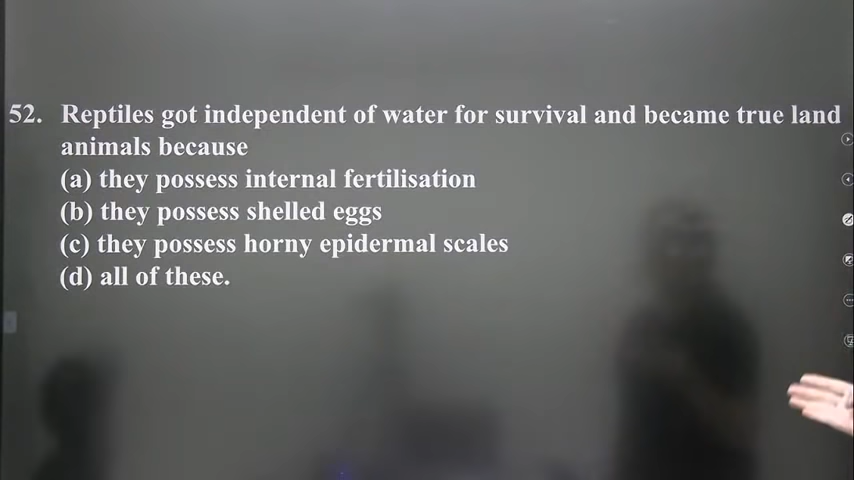 52. Reptiles got independent of water for survival and became true land
animals because
(a) they possess internal fertilisation
(b) they possess shelled eggs
(c) they possess horny epidermal scales
(d) all of these.